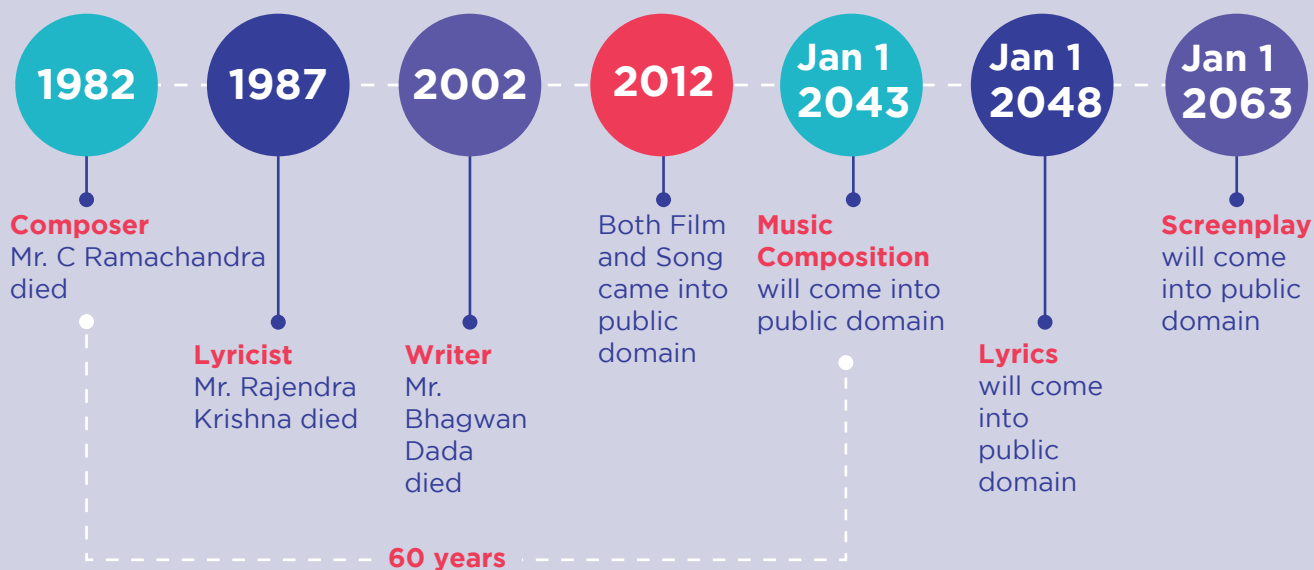 1982
1987
2002
2012
Jan 1
2043
Jan 1
2048
Jan 1
2063
Composer
Mr. C Ramachandra
died
Lyricist
Mr. Rajendra
Krishna died
Writer
Mr.
Bhagwan
Dada
died
Both Film
and Song
came into
public
domain
Music
Composition
will come into
public domain
Lyrics
will come
into
public
domain
Screenplay
will come
into public
domain
60 years